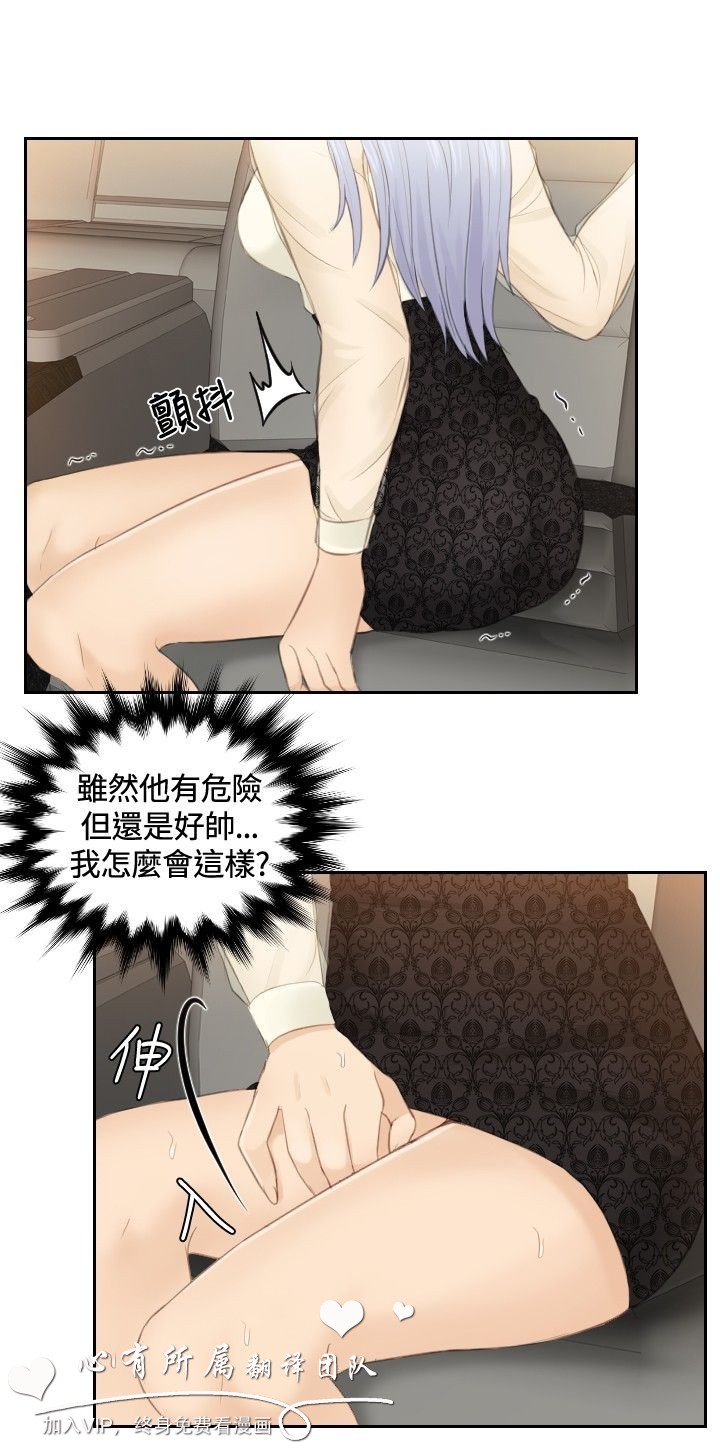 顫抖
雖然他有危險
但還是好帥...
我怎麼會這樣?
伸
入
心有所属翻译团队
加入VIP，终身免费看漫画